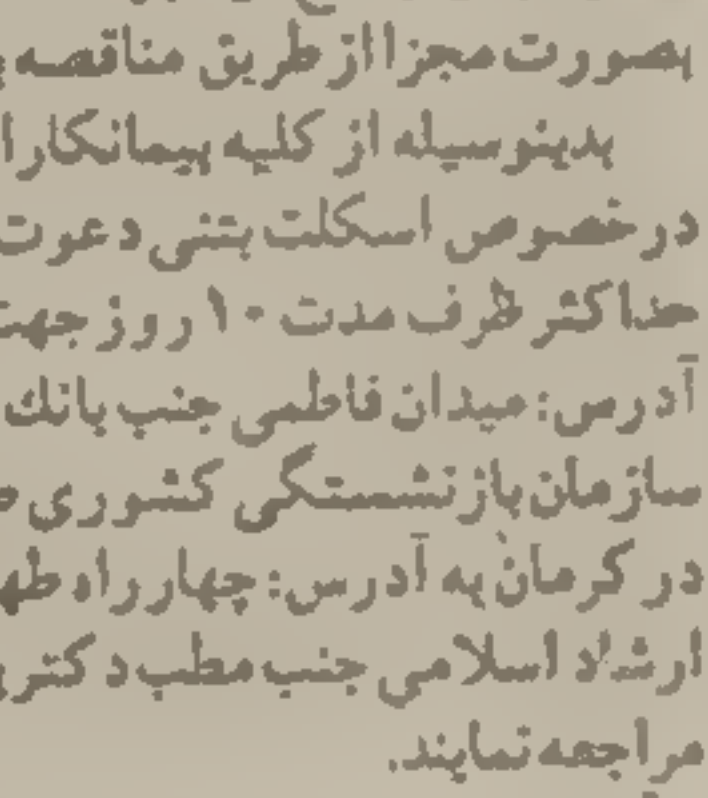 بصورت مجزا از طریق مناقصه
بدینوسیله از کلیه پیمانکارا
درخصوص اسکلت بتنی دعوت
حداکثر ظرف مدت ۱۰ روز جهت
آدرس: میدان فاطمی جنب بانک
سازمان بازنشستگی کشوری
در کرمان به آدرس: چهارراه طه
ارشاد اسلامی جنب مطب دکتر
مراجعه نمایند.